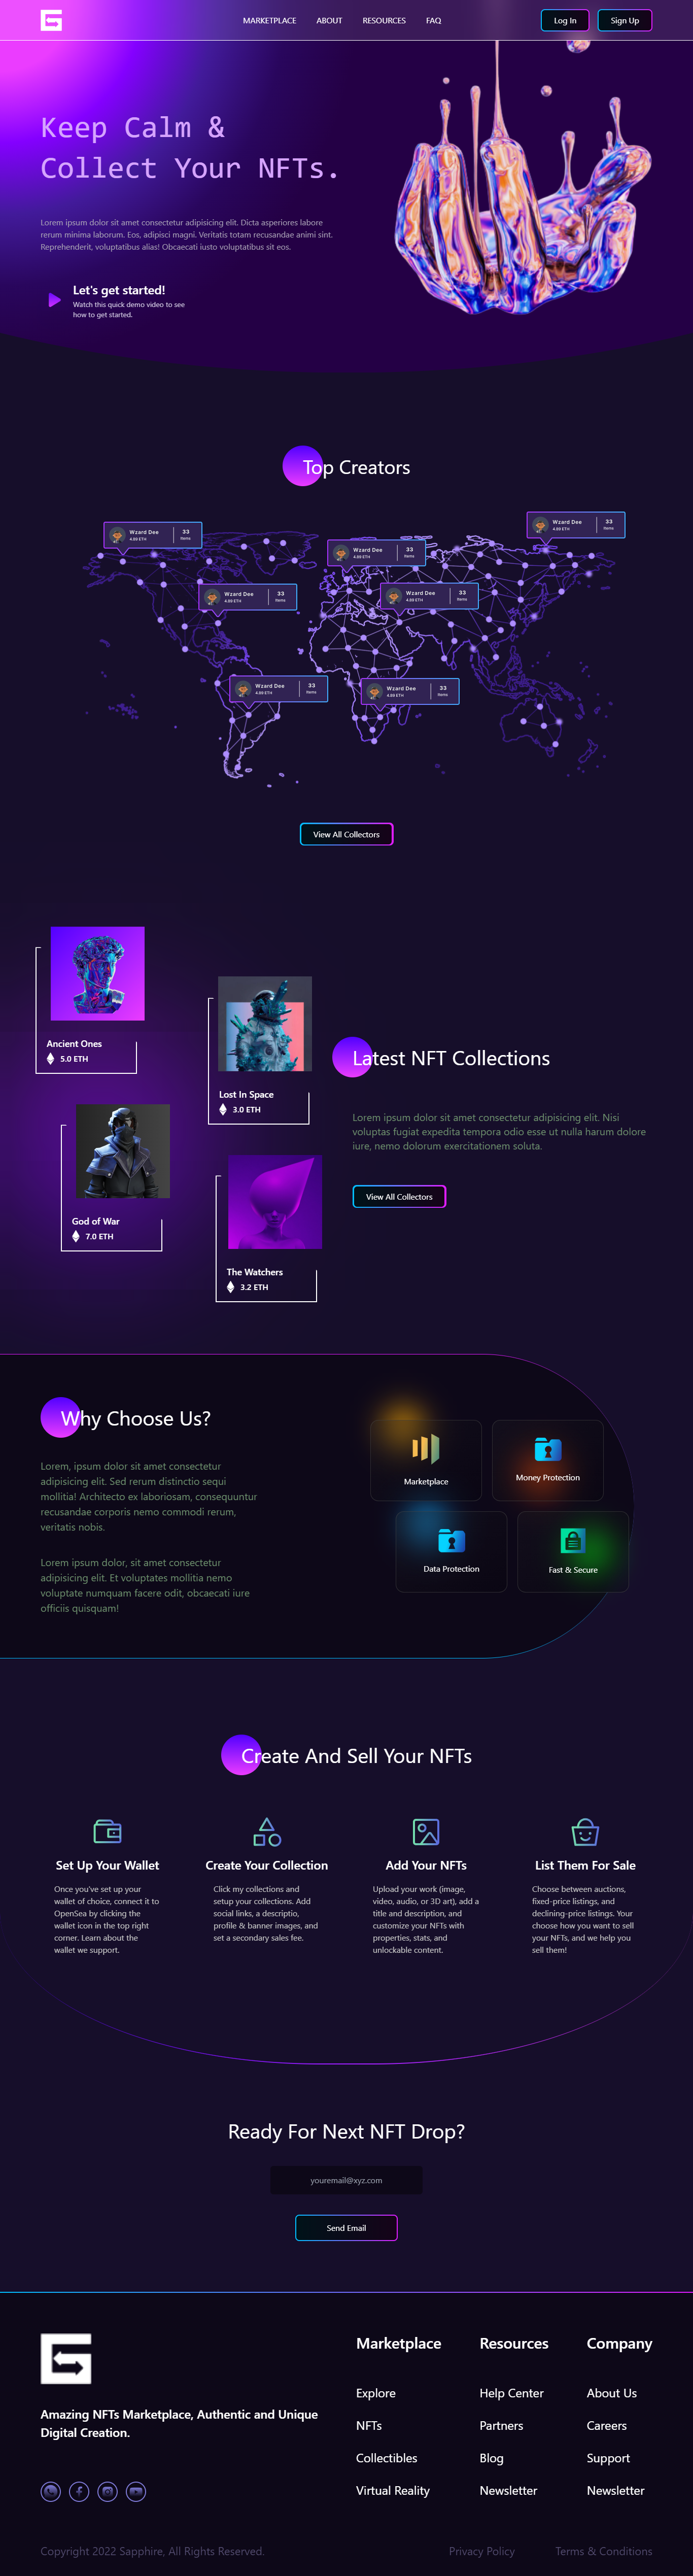 MARKETPLACE ABOUT RESOURCES FAQ Log In Sign Up
Keep Calm &
Collect Your NFTs.
Lorem ipsum dolor sit amet consectetur adipisicing elit. Dicta asperiores labore
rerum minima laborum. Eos, adipisci magni. Veritatis totam recusandae animi sint.
Reprehenderit, voluptatibus alias! Obcaecati iusto voluptatibus sit eos.
Let's get started!
Watch this quick demo video to see
how to get started.
Top Creators
Wzard Dee 33
4.99 ETH Items
Wzard Dee 33
4.99 ETH Items
Wzard Dee 33
4.99 ETH Items
Wzard Dee 33
4.99 ETH Items
Wzard Dee 33
4.99 ETH Items
Wzard Dee 33
4.99 ETH Items
Wzard Dee 33
4.99 ETH Items
View All Collectors
Ancient Ones
5.0 ETH
Lost In Space
3.0 ETH
God of War
7.0 ETH
The Watchers
3.2 ETH
Latest NFT Collections
Lorem ipsum dolor sit amet consectetur adipisicing elit. Nisi
voluptas fugiat expedita tempora odio esse ut nulla harum dolore
iure, nemo dolorum exercitationem soluta.
View All Collectors
Why Choose Us?
Lorem, ipsum dolor sit amet consectetur
adipisicing elit. Sed rerum distinctio sequi
mollitia! Architecto ex laboriosam, consequuntur
recusandae corporis nemo commodi rerum,
veritatis nobis.
Lorem ipsum dolor, sit amet consectetur
adipisicing elit. Et voluptates mollitia nemo
voluptate numquam facere odit, obcaecati iure
officiis quisquam!
Marketplace
Money Protection
Data Protection
Fast & Secure
Create And Sell Your NFTs
Set Up Your Wallet
Once you've set up your
wallet of choice, connect it to
OpenSea by clicking the
wallet icon in the top right
corner. Learn about the
wallet we support.
Create Your Collection
Click my collections and
setup your collections. Add
social links, a descriptio,
profile & banner images, and
set a secondary sales fee.
Add Your NFTs
Upload your work (image,
video, audio, or 3D art), add a
title and description, and
customize your NFTs with
properties, stats, and
unlockable content.
List Them For Sale
Choose between auctions,
fixed-price listings, and
declining-price listings. Your
choose how you want to sell
your NFTs, and we help you
sell them!
Ready For Next NFT Drop?
youremail@xyz.com
Send Email
Amazing NFTs Marketplace, Authentic and Unique
Digital Creation.
Marketplace
Explore
NFTs
Collectibles
Virtual Reality
Resources
Help Center
Partners
Blog
Newsletter
Company
About Us
Careers
Support
Newsletter
Copyright 2022 Sapphire, All Rights Reserved.
Privacy Policy Terms & Conditions